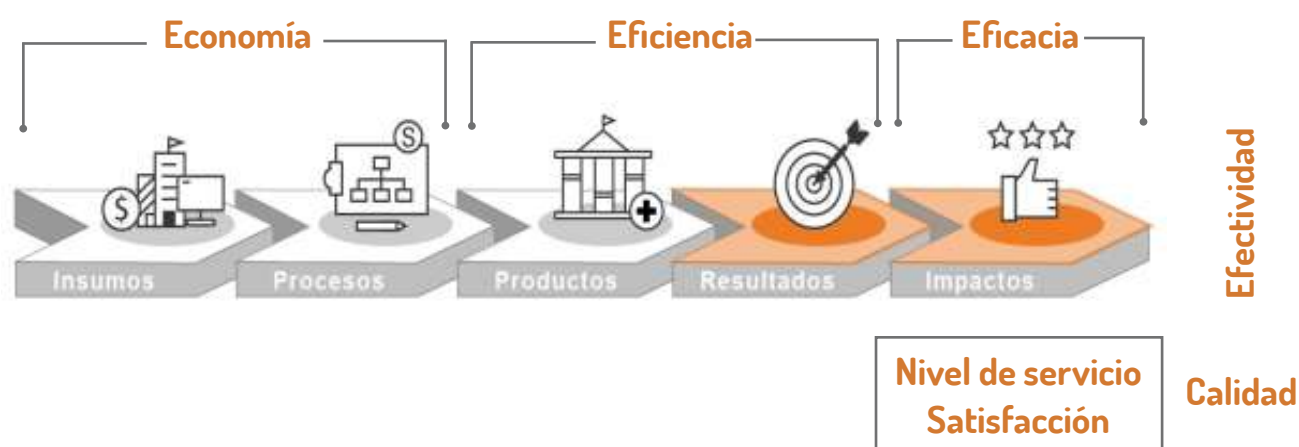 Economía
Eficiencia
Eficacia
$
S
Insumos
Procesos
Productos
Resultados
Impactos
Efectividad
Nivel de servicio
Satisfacción
Calidad